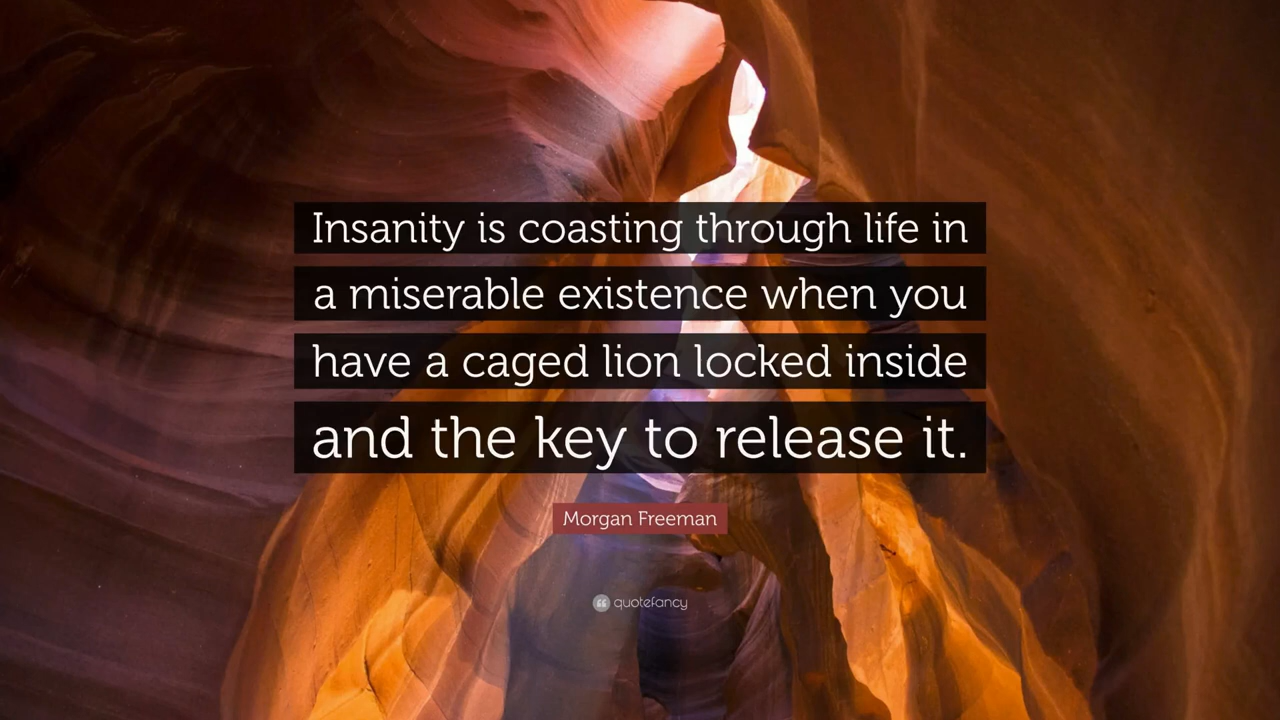 Insanity is coasting through life in
a miserable existence when you
have a caged lion locked inside
and the key to release it.
Morgan Freeman
quotefancy